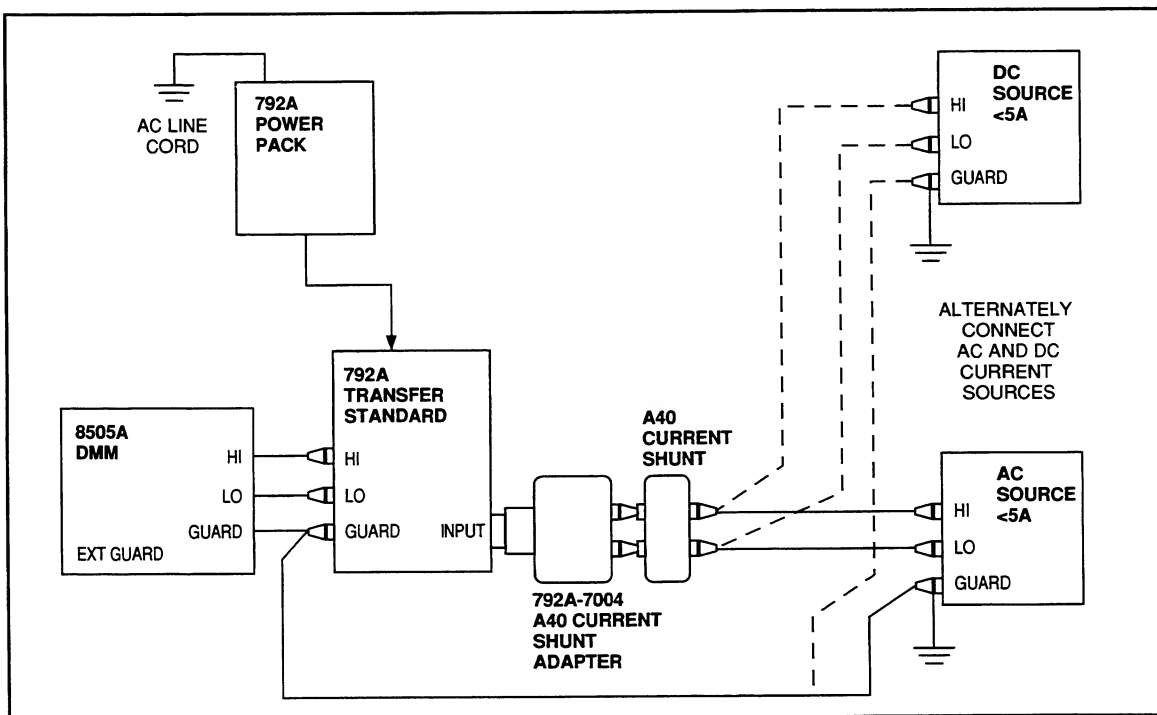 792A
POWER
PACK
AC LINE
CORD
DC
SOURCE
<5A
HI
LO
GUARD
ALTERNATELY
CONNECT
AC AND DC
CURRENT
SOURCES
792A
TRANSFER
STANDARD
HI
LO
GUARD
INPUT
8505A
DMM
HI
LO
GUARD
EXT GUARD
A40
CURRENT
SHUNT
792A-7004
A40 CURRENT
SHUNT
ADAPTER
AC
SOURCE
<5A
HI
LO
GUARD